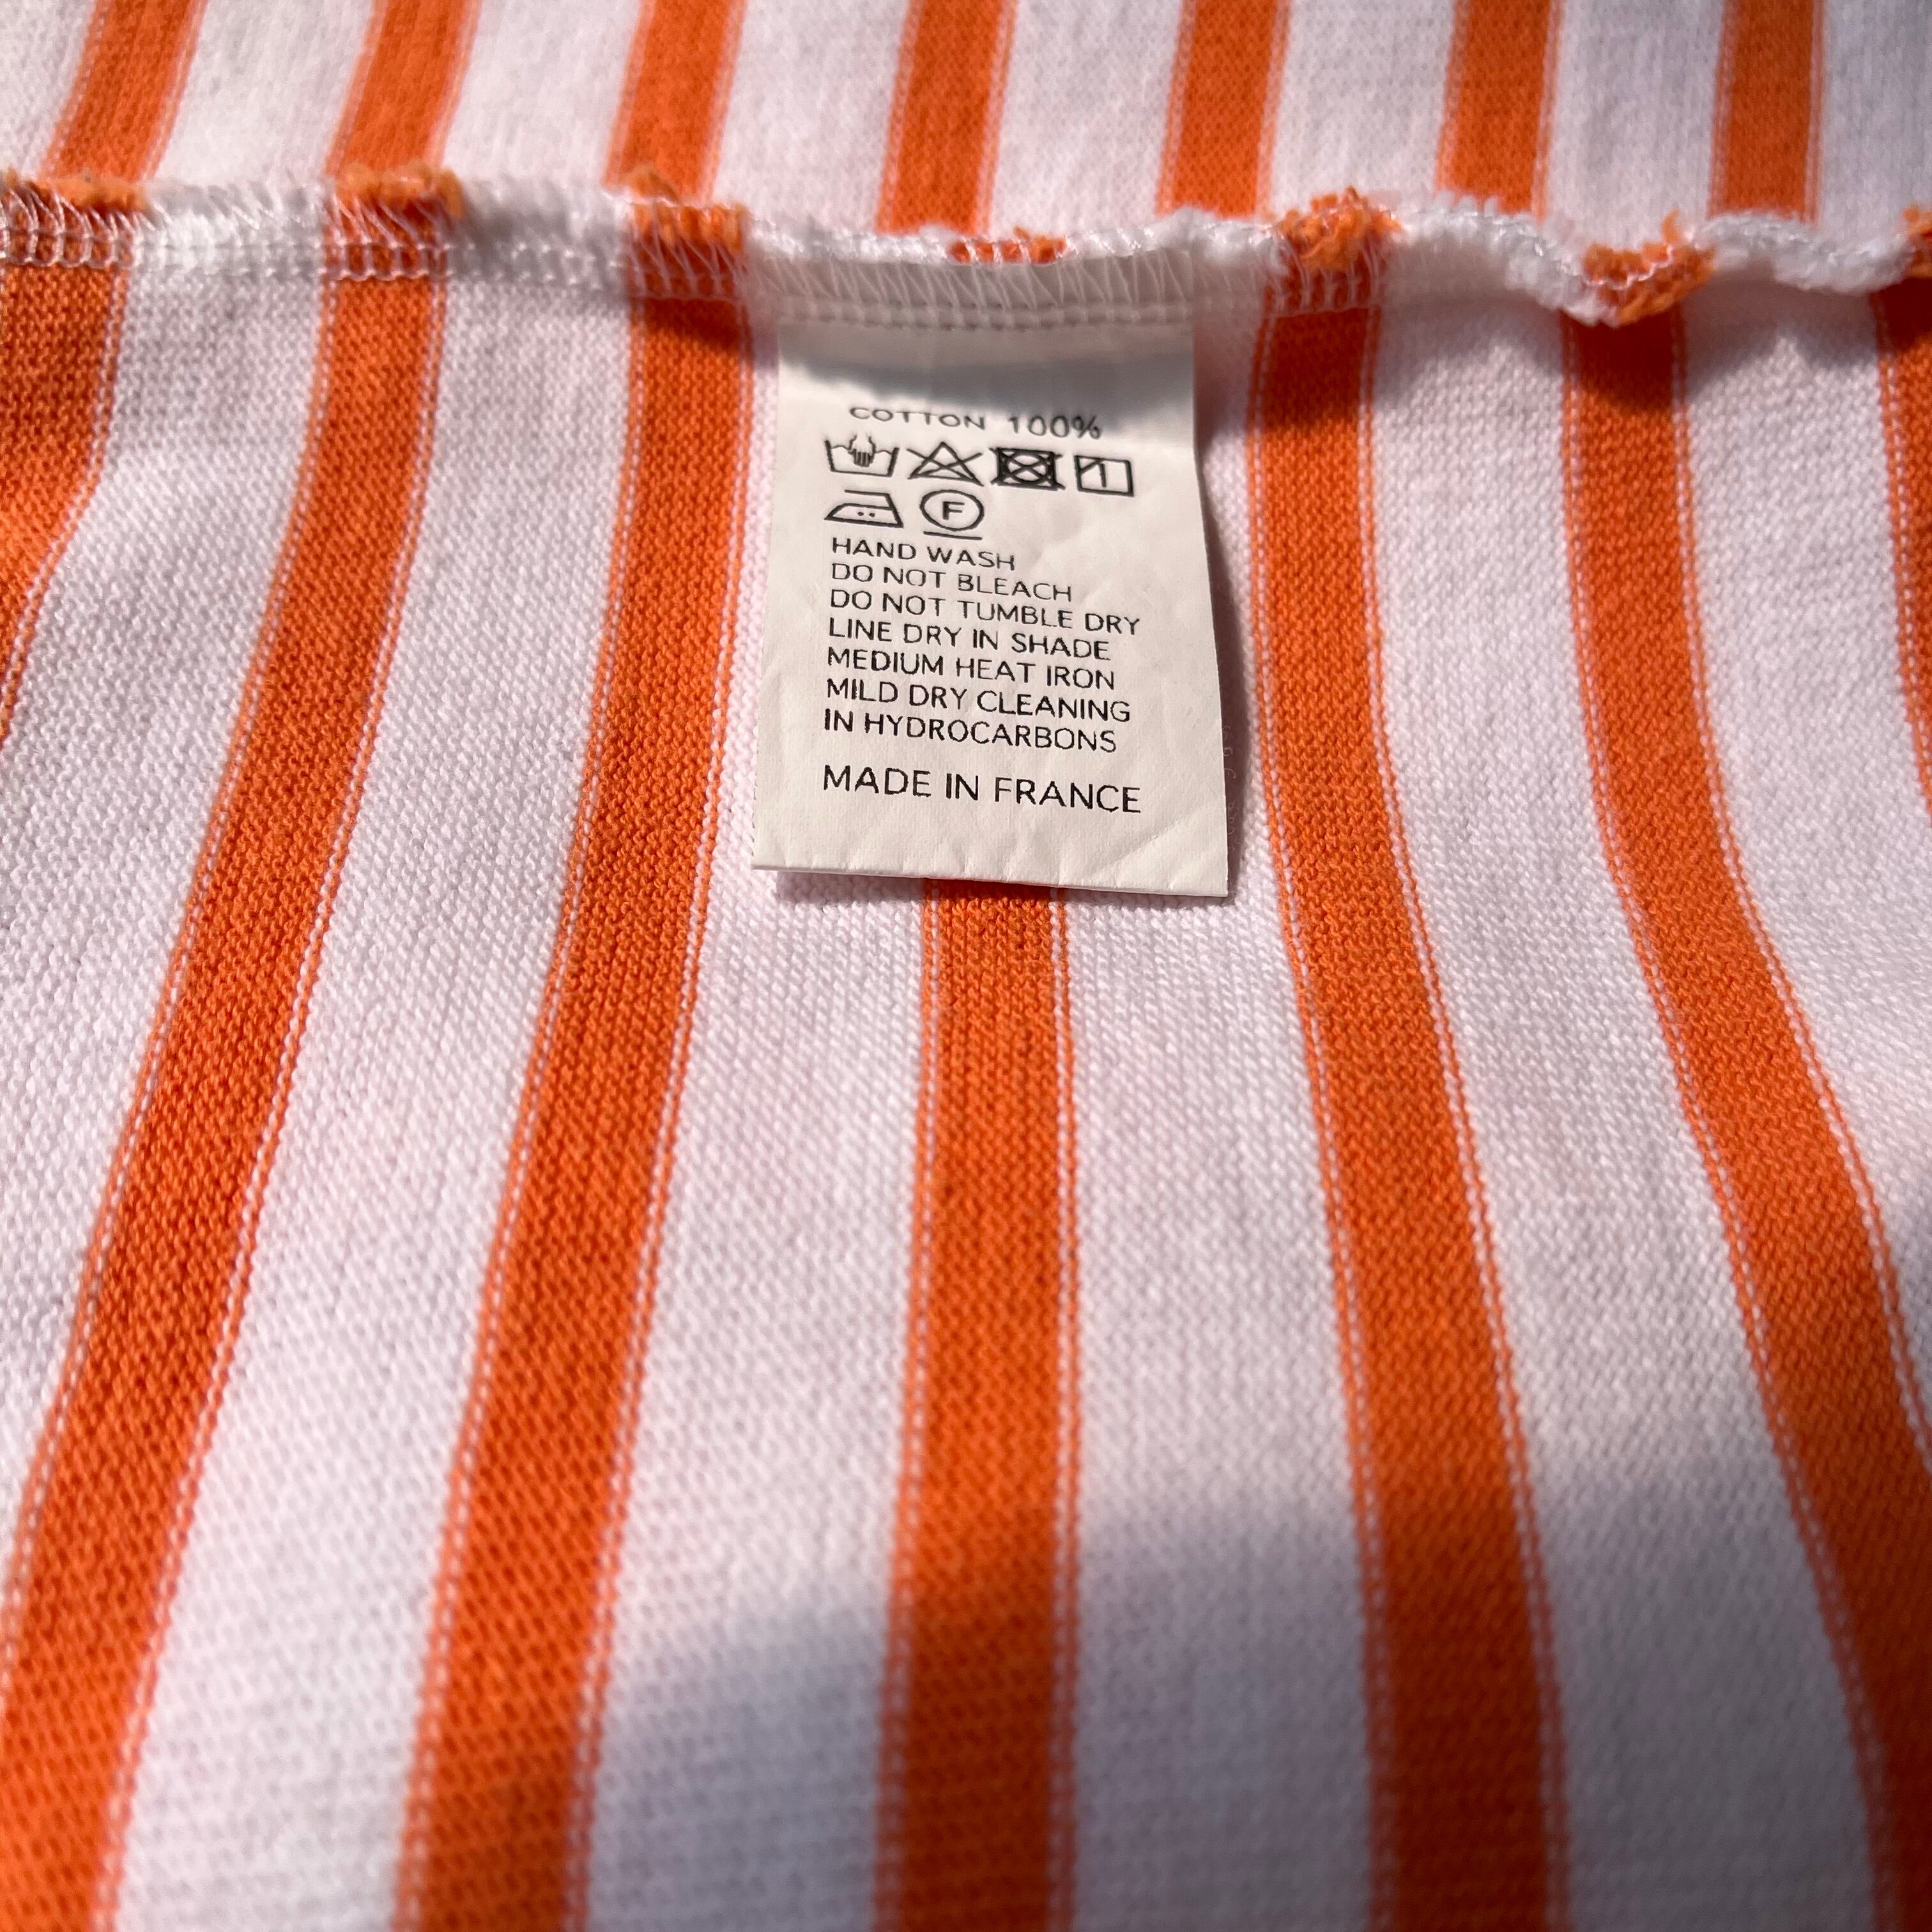 COTTON 100%
F
HAND WASH
DO NOT BLEACH
DO NOT TUMBLE DRY
LINE DRY IN SHADE
MEDIUM HEAT IRON
MILD DRY CLEANING
IN HYDROCARBONS
MADE IN FRANCE